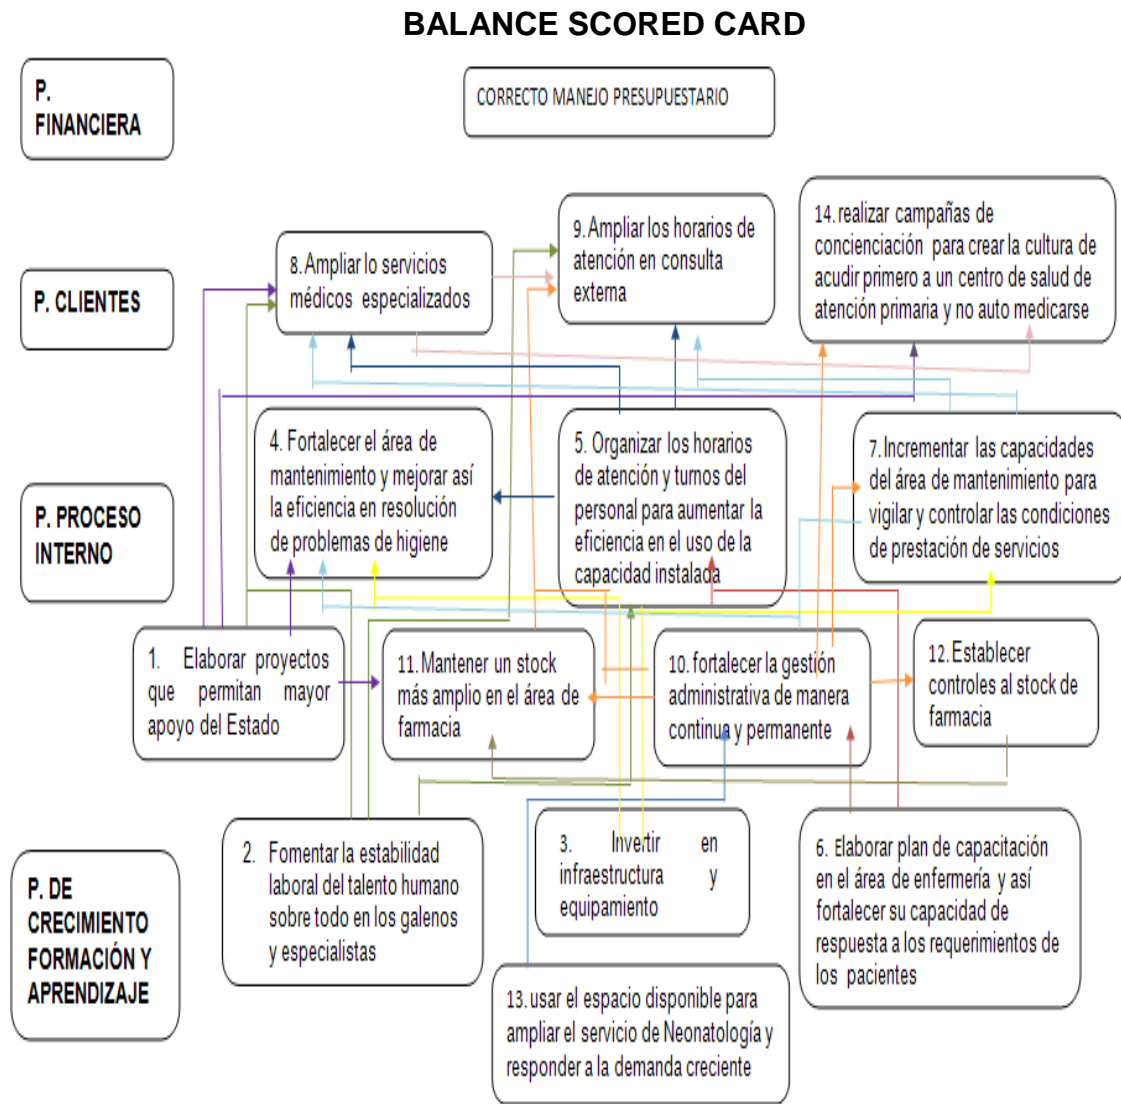 BALANCE SCORED CARD
P.
FINANCIERA
CORRECTO MANEJO PRESUPUESTARIO
P. CLIENTES
8. Ampliar lo servicios
médicos especializados
9. Ampliar los horarios de
atención en consulta
externa
14. realizar campañas de
concienciación para crear la cultura de
acudir primero a un centro de salud de
atención primaria y no auto medicarse
P. PROCESO
INTERNO
4. Fortalecer el área de
mantenimiento y mejorar así
la eficiencia en resolución
de problemas de higiene
5. Organizar los horarios
de atención y turnos del
personal para aumentar la
eficiencia en el uso de la
capacidad instalada
7. Incrementar las capacidades
del área de mantenimiento para
vigilar y controlar las condiciones
de prestación de servicios
1. Elaborar proyectos
que permitan mayor
apoyo del Estado
11. Mantener un stock
más amplio en el área de
farmacia
10. fortalecer la gestión
administrativa de manera
continua y permanente
12. Establecer
controles al stock de
farmacia
P. DE
CRECIMIENTO
FORMACIÓN Y
APRENDIZAJE
2. Fomentar la estabilidad
laboral del talento humano
sobre todo en los galenos
y especialistas
3. Invertir en
infraestructura y
equipamiento
6. Elaborar plan de capacitación
en el área de enfermería y así
fortalecer su capacidad de
respuesta a los requerimientos de
los pacientes
13. usar el espacio disponible para
ampliar el servicio de Neonatología y
responder a la demanda creciente